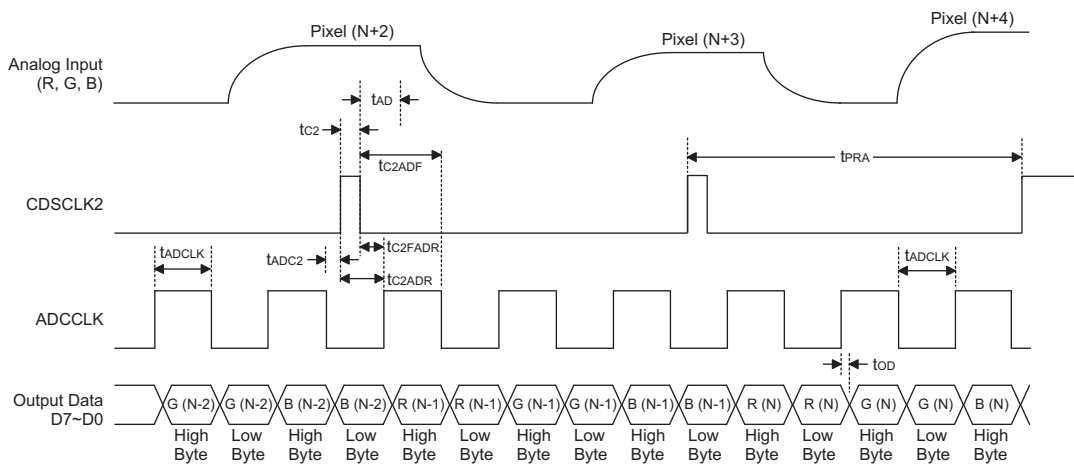 Pixel (N+4)
Pixel (N+2)
Pixel (N+3)
Analog Input
(R, G, B)
tAD
tC2
tC2ADF
tPRA
CDSCLK2
tADCLK
tADC2
tC2FADR
tC2ADR
tADCLK
ADCCLK
tOD
Output Data
D7~D0
G (N-2) G (N-2) B (N-2) B (N-2) R (N-1) R (N-1) G (N-1) G (N-1) B (N-1) B (N-1) R (N) R (N) G (N) G (N) B (N)
High Low High Low High Low High Low High Low High Low High Low High
Byte Byte Byte Byte Byte Byte Byte Byte Byte Byte Byte Byte Byte Byte Byte